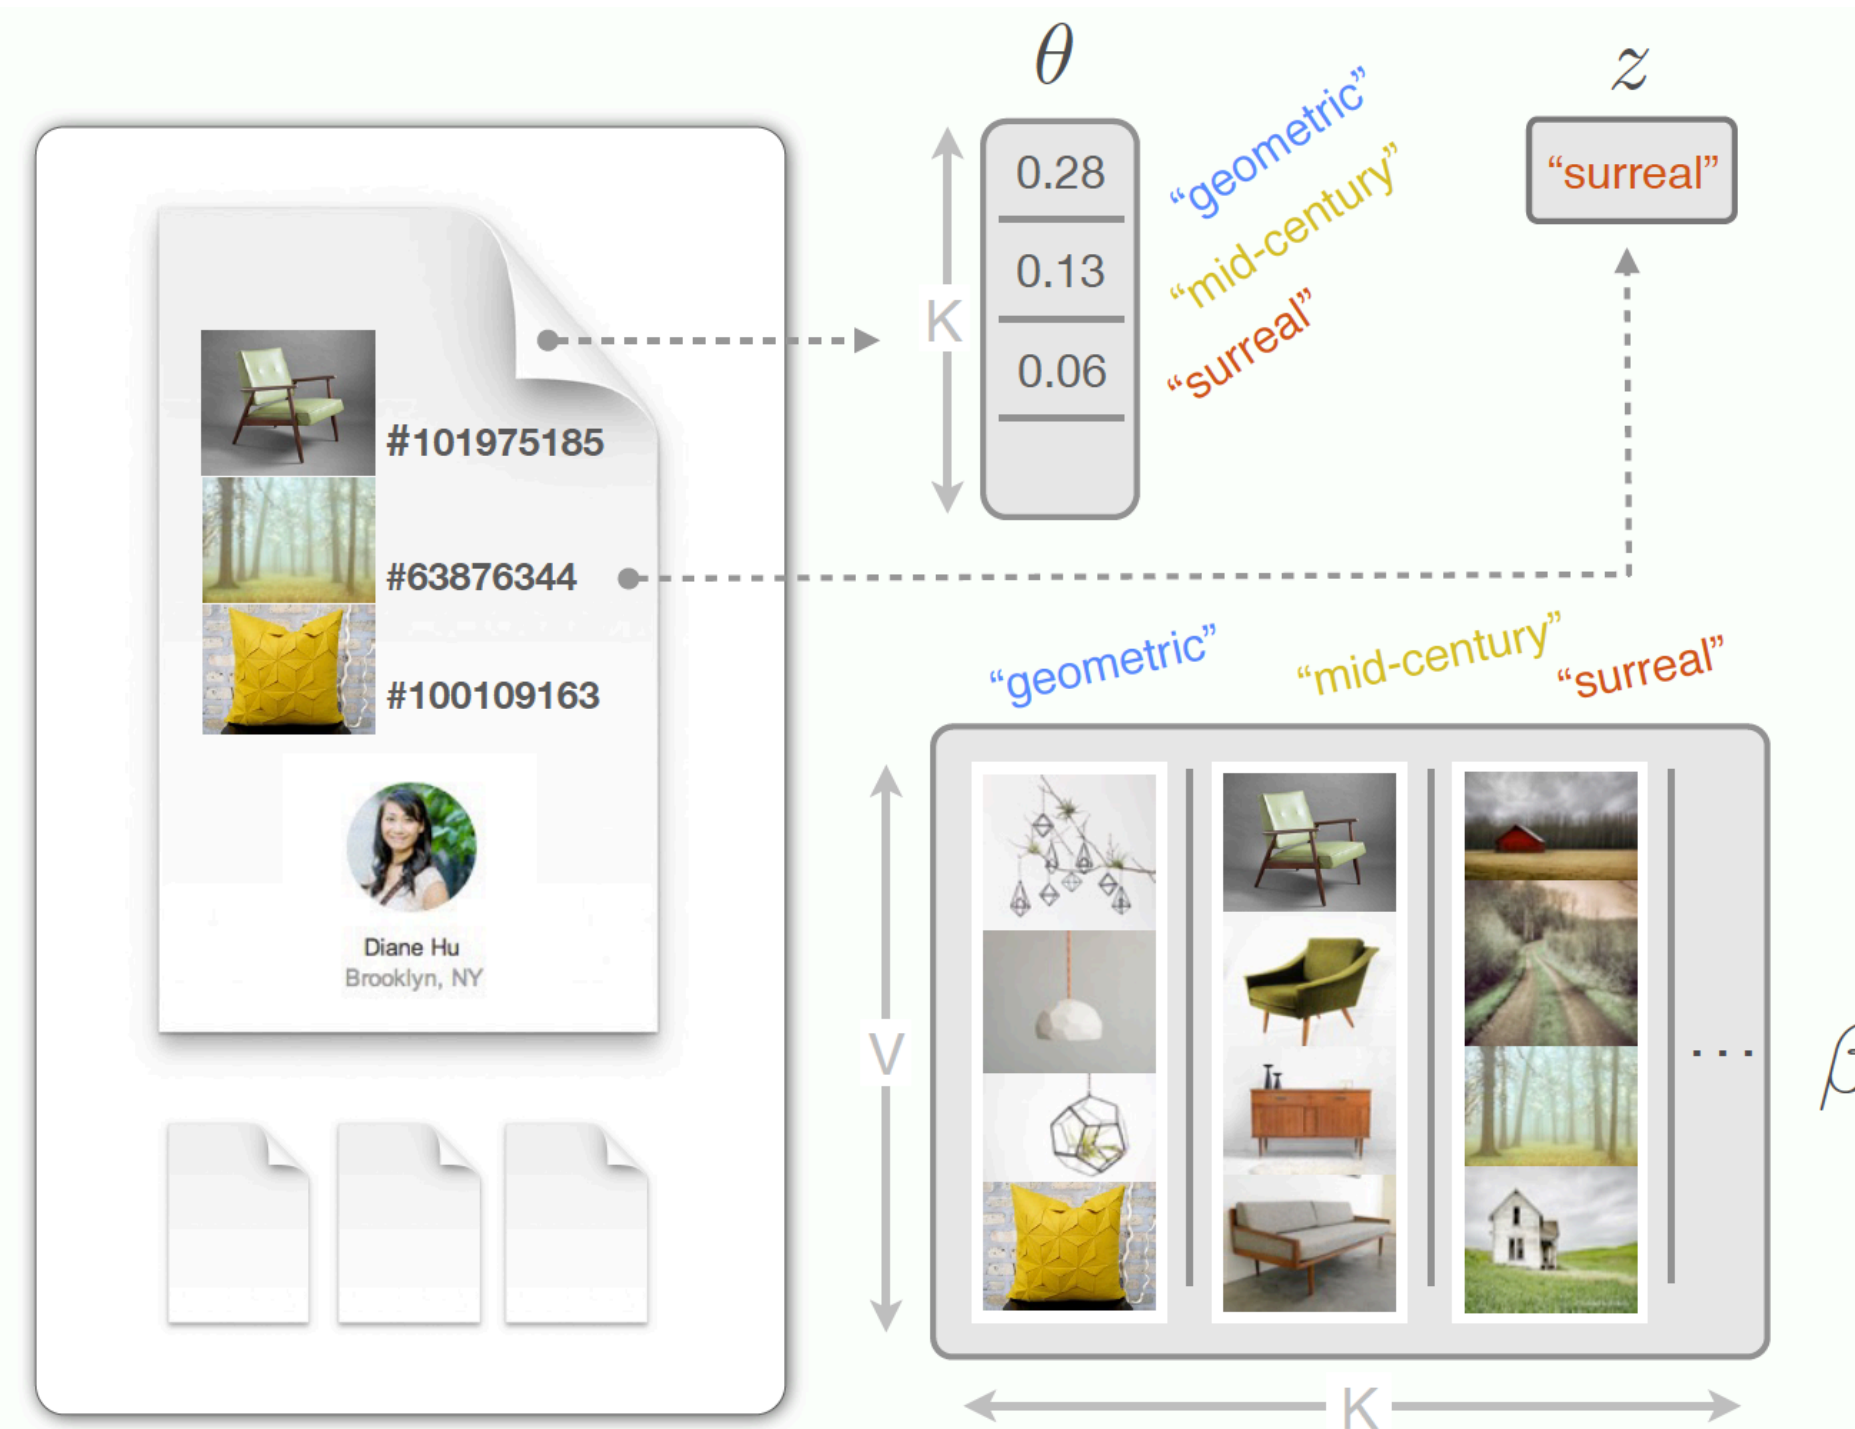 θ
z
0.28
0.13
0.06
“geometric”
“mid-century”
“surreal”
“surreal”
K
#101975185
#63876344
#100109163
Diane Hu
Brooklyn, NY
“geometric”
“mid-century”
“surreal”
V
...
β
K